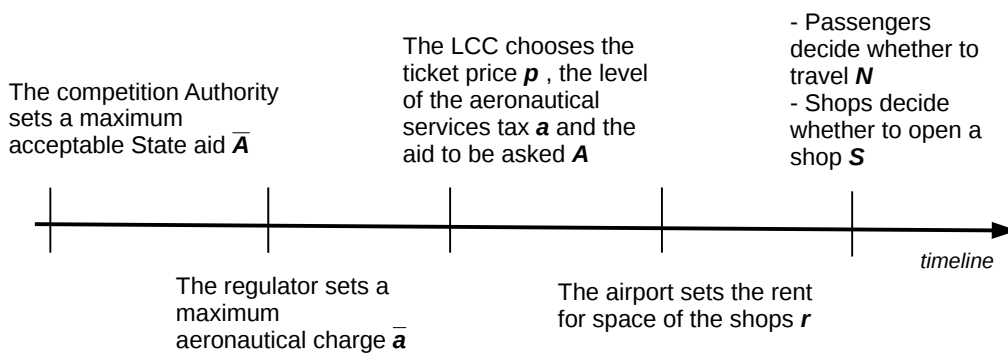 The competition Authority
sets a maximum
acceptable State aid A̅
The regulator sets a
maximum
aeronautical charge a̅
The LCC chooses the
ticket price p , the level
of the aeronautical
services tax a and the
aid to be asked A
The airport sets the rent
for space of the shops r
- Passengers
decide whether to
travel N
- Shops decide
whether to open a
shop S
timeline